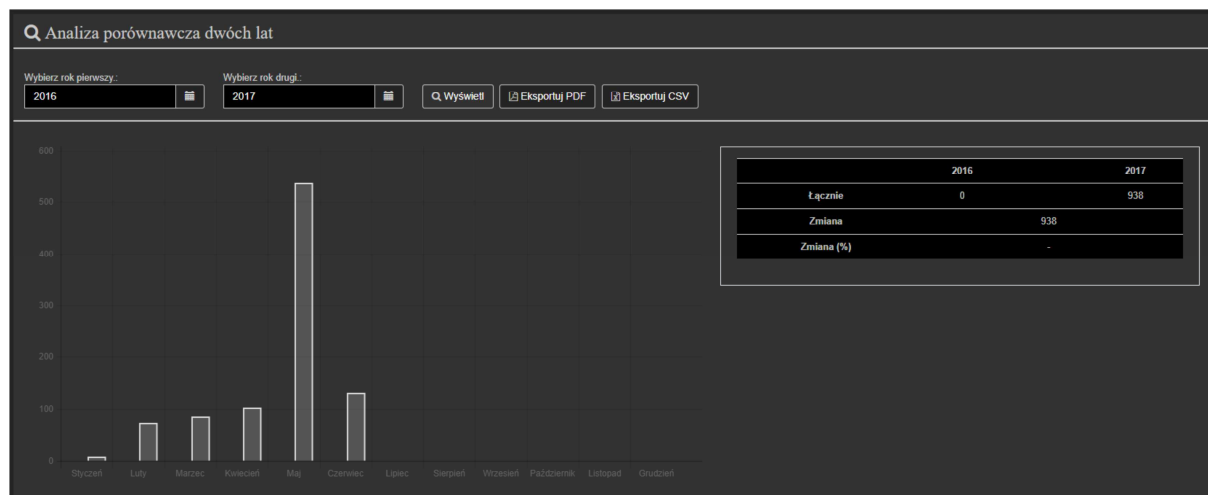 Analiza porównawcza dwóch lat
Wybierz rok pierwszy.:
Wybierz rok drugi.:
2016
2017
Wyświetl
Eksportuj PDF
Eksportuj CSV
600
500
400
300
200
100
0
Styczeń Luty Marzec Kwiecień Maj Czerwiec Lipiec Sierpień Wrzesień Październik Listopad Grudzień
2016 2017
Łącznie 0 938
Zmiana 938
Zmiana (%) -